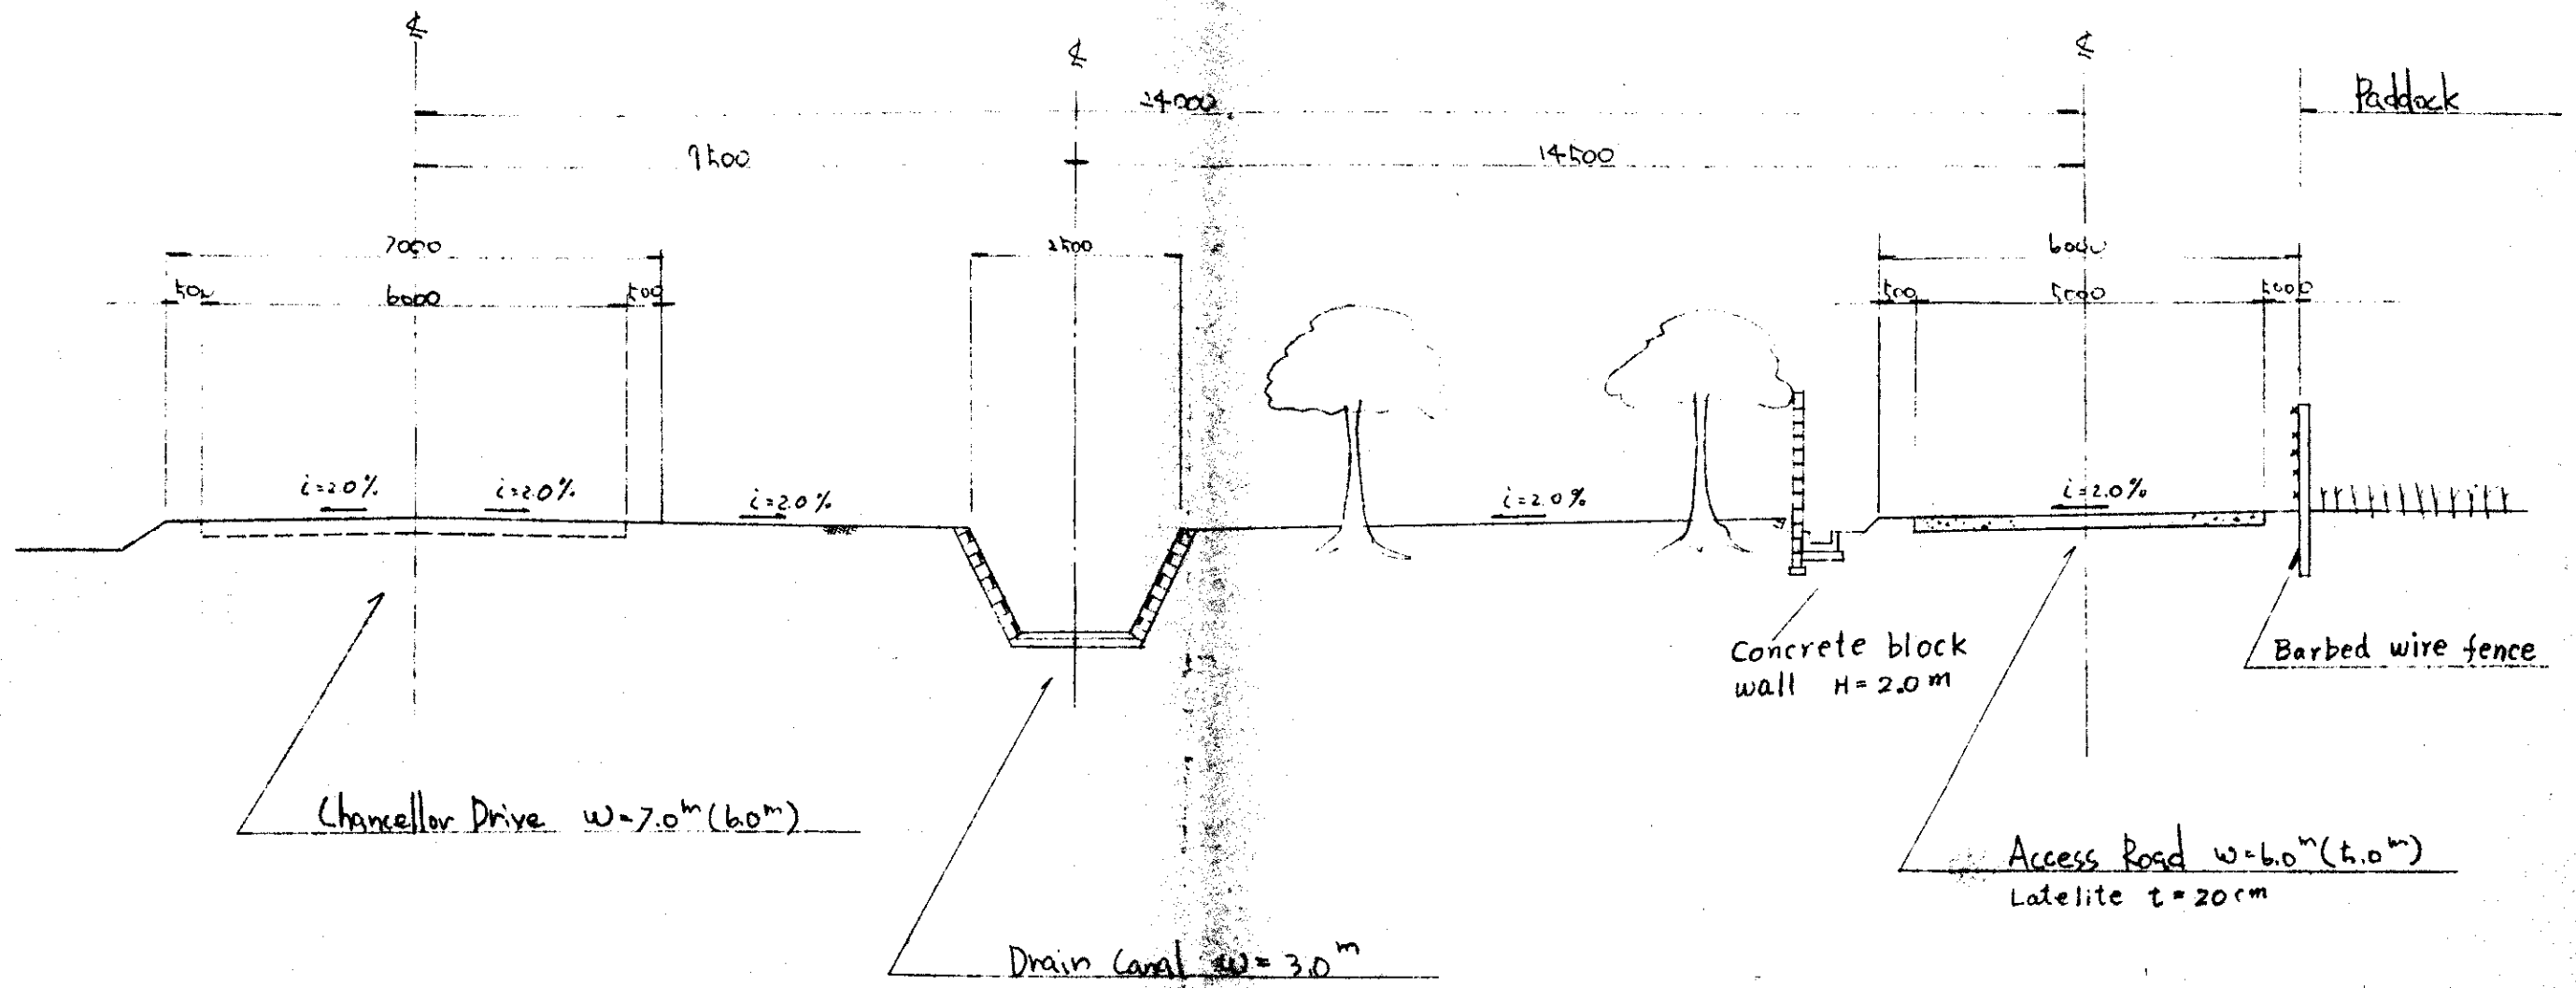 ℄
℄
℄
24000
Paddock
9500
14500
7000
2500
6000
500
6000
500
500
5000
500
i=2.0%
i=2.0%
i=2.0%
i=2.0%
i=2.0%
Concrete block
wall H=2.0m
Barbed wire fence
Chancellor Drive w=7.0m(6.0m)
Access Road w=6.0m(5.0m)
Latelite t=20cm
Drain Canal w=3.0m